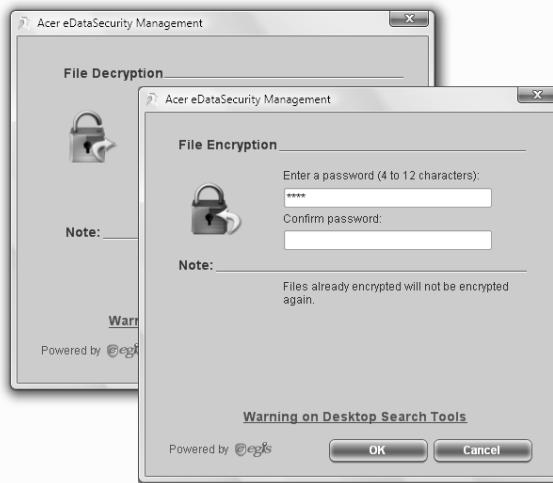 Acer eDataSecurity Management
x
File Decryption
Note:
Powered by egis
Acer eDataSecurity Management
x
File Encryption
Enter a password (4 to 12 characters):
****
Confirm password:
Note:
Files already encrypted will not be encrypted
again.
Warning on Desktop Search Tools
Powered by egis
OK
Cancel